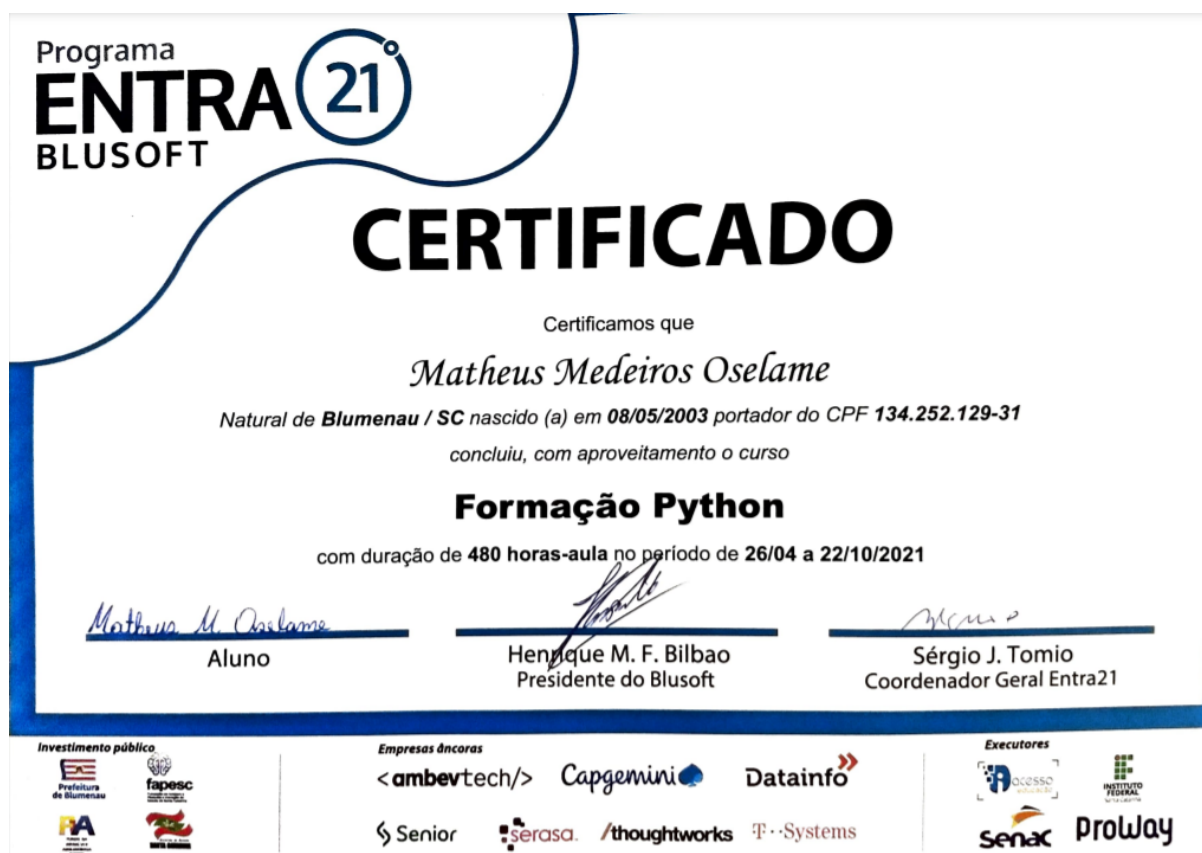 Programa
ENTRA 21
BLUSOFT
CERTIFICADO
Certificamos que
Matheus Medeiros Oselame
Natural de Blumenau / SC nascido (a) em 08/05/2003 portador do CPF 134.252.129-31
concluiu, com aproveitamento o curso
Formação Python
com duração de 480 horas-aula no período de 26/04 a 22/10/2021
Matheus M. Oselame
Aluno
Henrique M. F. Bilbao
Presidente do Blusoft
Sérgio J. Tomio
Coordenador Geral Entra21
Investimento público
Prefeitura
de Blumenau
fapesc
Empresas âncoras
<ambevtech/>
Capgemini
Datainfo
Senior
serasa.
/thoughtworks
T··Systems
Executores
INSTITUTO
FEDERAL
Senac
Proway